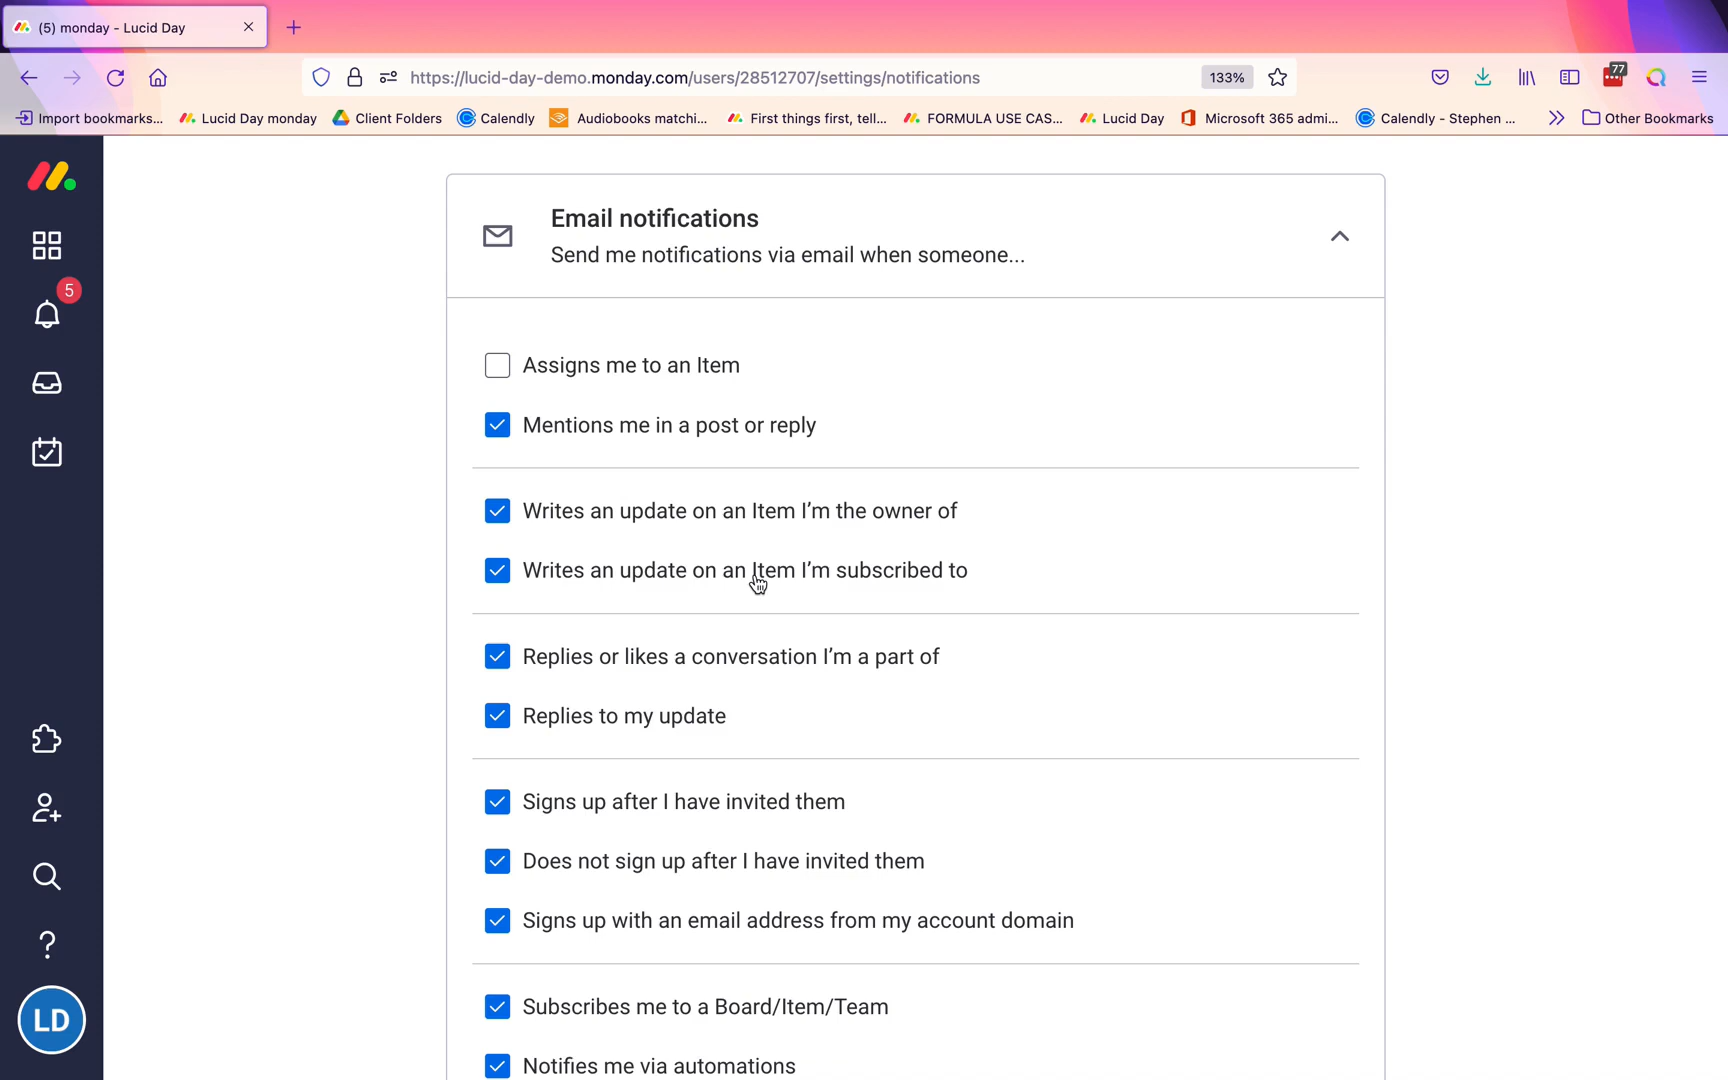 (5) monday - Lucid Day
https://lucid-day-demo.monday.com/users/28512707/settings/notifications
133%
77
Import bookmarks...
Lucid Day monday
Client Folders
Calendly
Audiobooks matchi...
First things first, tell...
FORMULA USE CAS...
Lucid Day
Microsoft 365 admi...
Calendly - Stephen ...
Other Bookmarks
5
Email notifications
Send me notifications via email when someone...
Assigns me to an Item
Mentions me in a post or reply
Writes an update on an Item I’m the owner of
Writes an update on an Item I’m subscribed to
Replies or likes a conversation I’m a part of
Replies to my update
Signs up after I have invited them
Does not sign up after I have invited them
Signs up with an email address from my account domain
Subscribes me to a Board/Item/Team
Notifies me via automations
LD